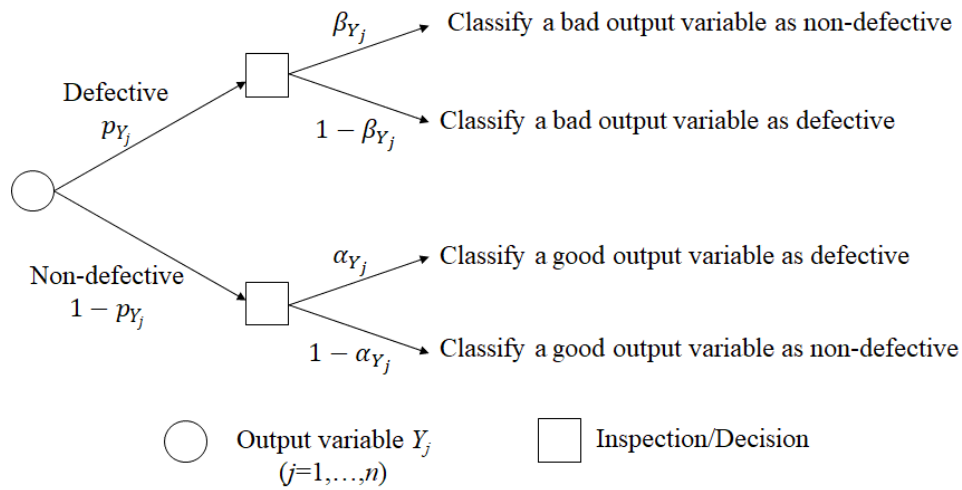 β_{Y_j}
Classify a bad output variable as non-defective
Defective
p_{Y_j}
1 − β_{Y_j}
Classify a bad output variable as defective
Non-defective
1 − p_{Y_j}
α_{Y_j}
Classify a good output variable as defective
1 − α_{Y_j}
Classify a good output variable as non-defective
Output variable Y_j
(j=1,…,n)
Inspection/Decision